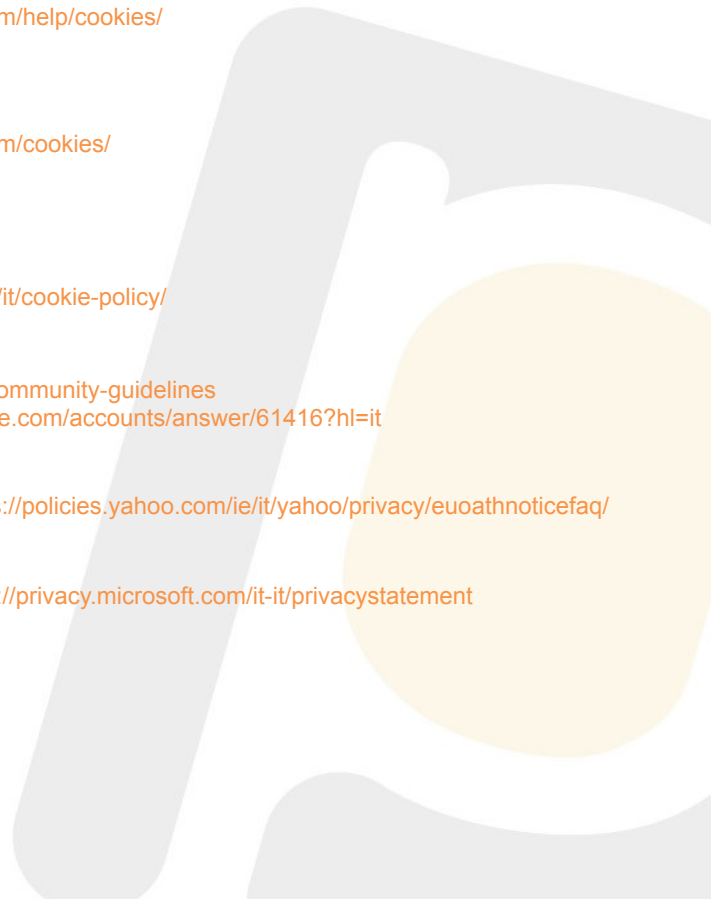 m/help/cookies/
m/cookies/
/it/cookie-policy/
ommunity-guidelines
e.com/accounts/answer/61416?hl=it
s://policies.yahoo.com/ie/it/yahoo/privacy/euoathnoticefaq/
://privacy.microsoft.com/it-it/privacystatement